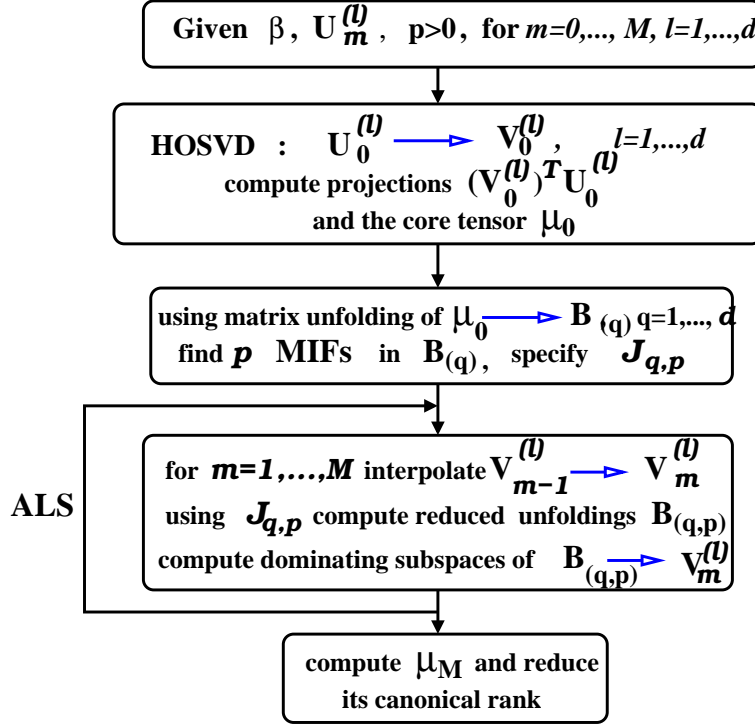 Given β, U_m^(l), p>0, for m=0,..., M, l=1,...,d
HOSVD : U_0^(l) → V_0^(l), l=1,...,d
compute projections (V_0^(l))^T U_0^(l)
and the core tensor μ_0
using matrix unfolding of μ_0 → B_(q) q=1,..., d
find p MIFs in B_(q), specify J_q,p
for m=1,...,M interpolate V_m-1^(l) → V_m^(l)
ALS
using J_q,p compute reduced unfoldings B_(q,p)
compute dominating subspaces of B_(q,p) → V_m^(l)
compute μ_M and reduce
its canonical rank